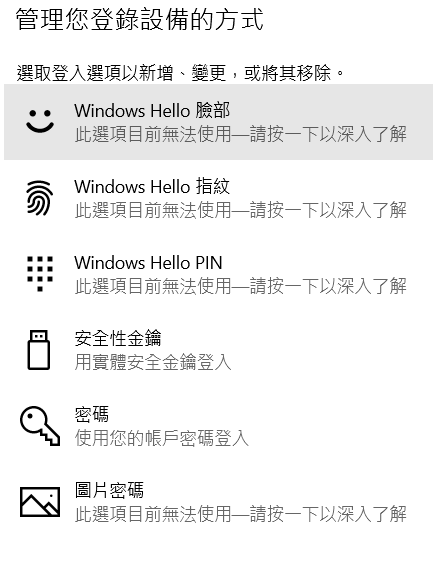 管理您登錄設備的方式
選取登入選項以新增、變更，或將其移除。
Windows Hello 臉部
此選項目前無法使用—請按一下以深入了解
Windows Hello 指紋
此選項目前無法使用—請按一下以深入了解
Windows Hello PIN
此選項目前無法使用—請按一下以深入了解
安全性金鑰
用實體安全金鑰登入
密碼
使用您的帳戶密碼登入
圖片密碼
此選項目前無法使用—請按一下以深入了解